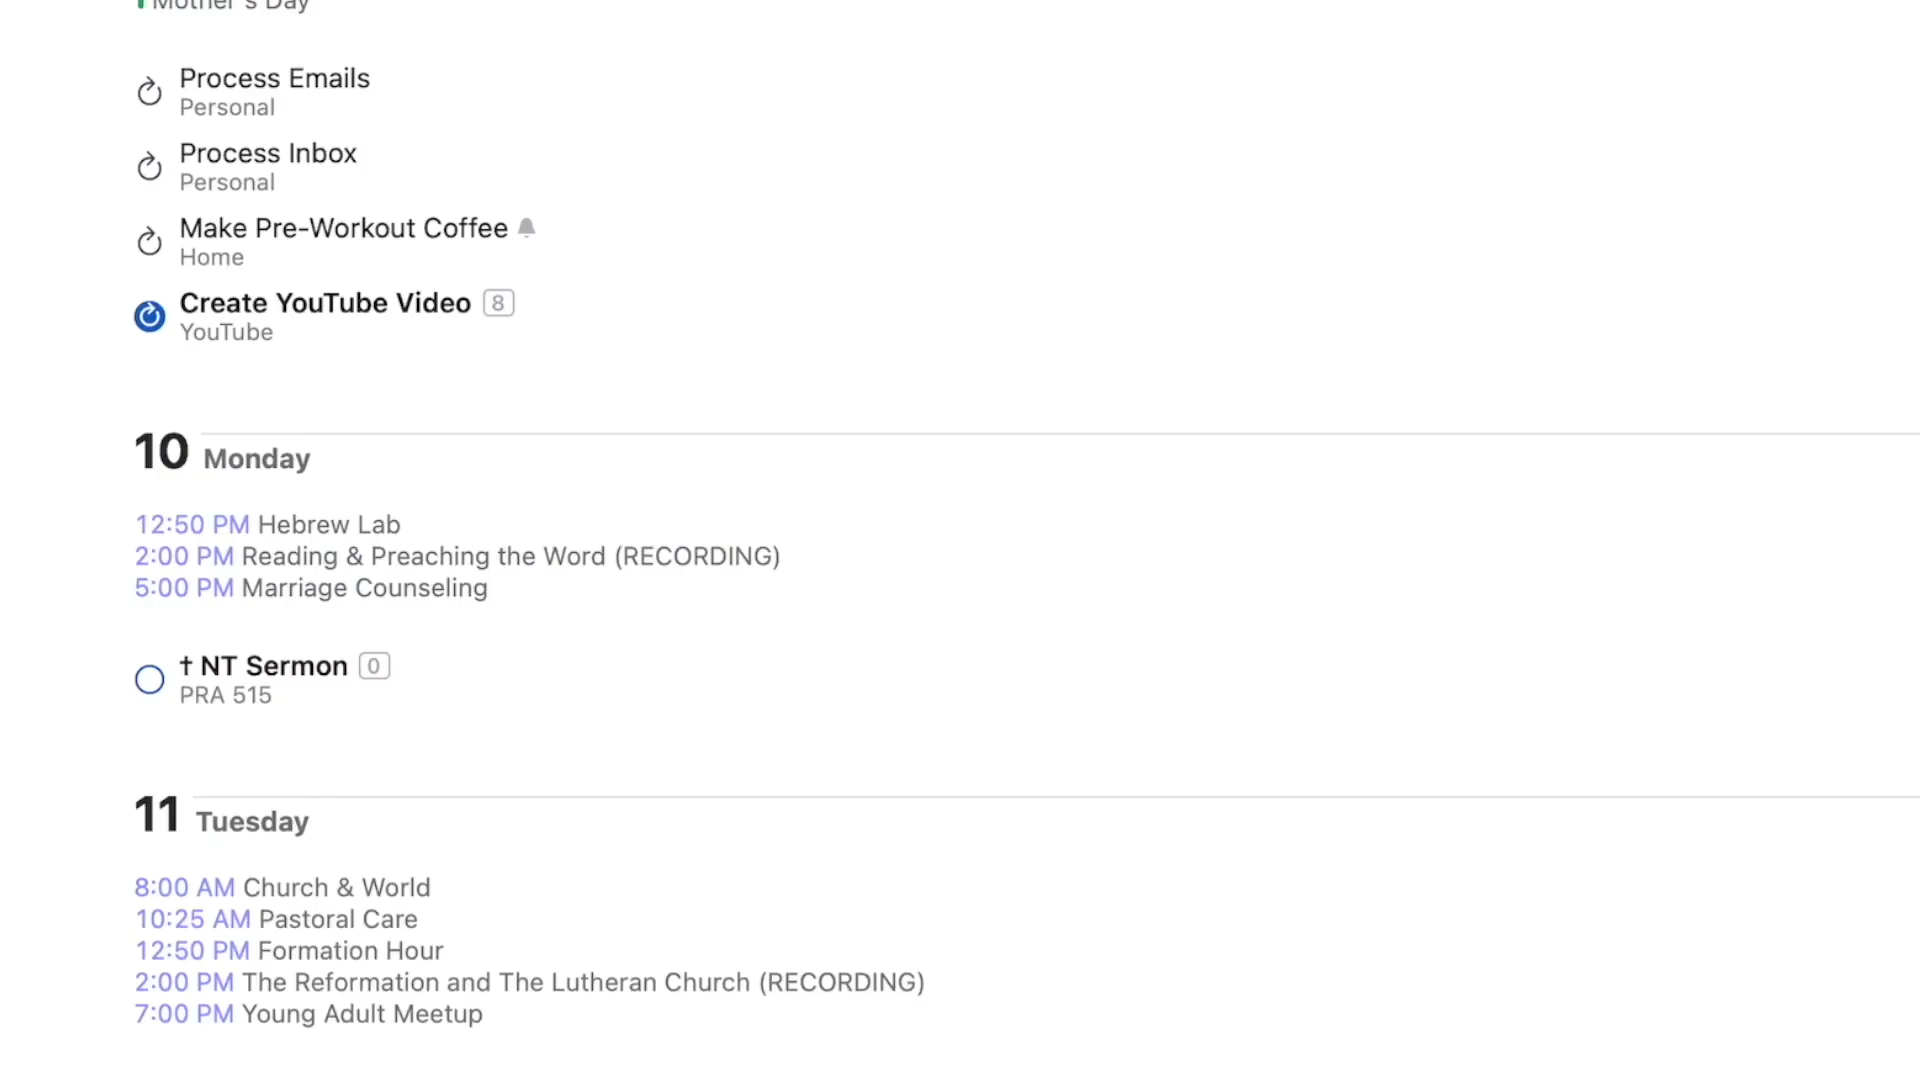 Mother's Day
Process Emails
Personal
Process Inbox
Personal
Make Pre-Workout Coffee
Home
Create YouTube Video 8
YouTube
10 Monday
12:50 PM Hebrew Lab
2:00 PM Reading & Preaching the Word (RECORDING)
5:00 PM Marriage Counseling
✝ NT Sermon 0
PRA 515
11 Tuesday
8:00 AM Church & World
10:25 AM Pastoral Care
12:50 PM Formation Hour
2:00 PM The Reformation and The Lutheran Church (RECORDING)
7:00 PM Young Adult Meetup